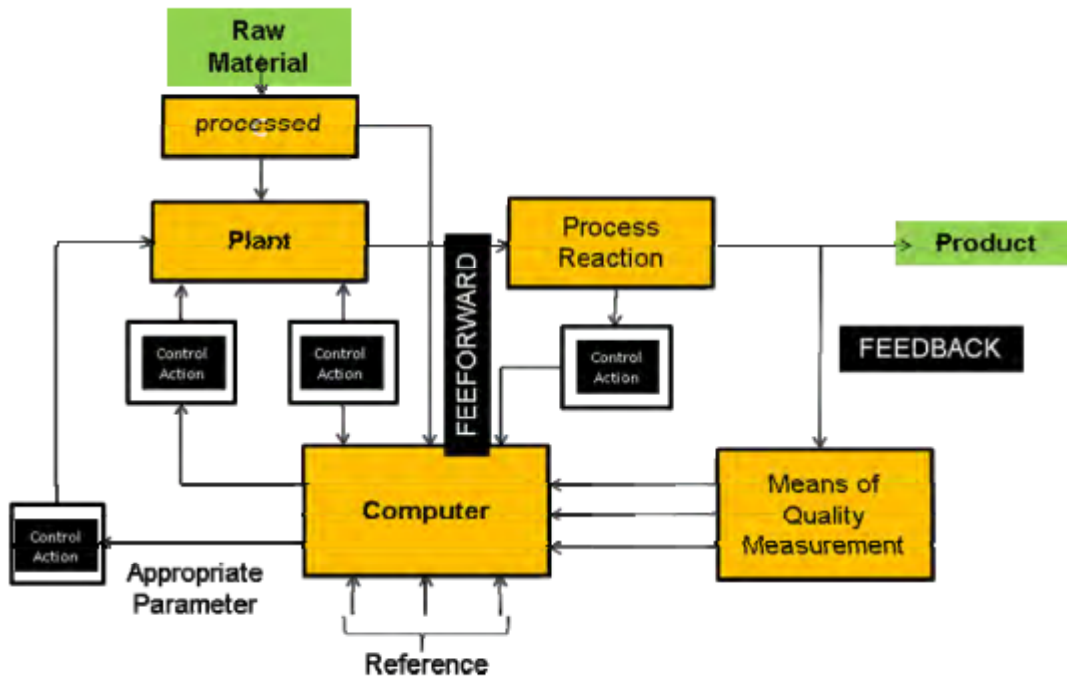 Raw
Material
processed
Plant
Process
Reaction
Product
Control
Action
Control
Action
FEEFORWARD
Control
Action
FEEDBACK
Computer
Means of
Quality
Measurement
Control
Action
Appropriate
Parameter
Reference